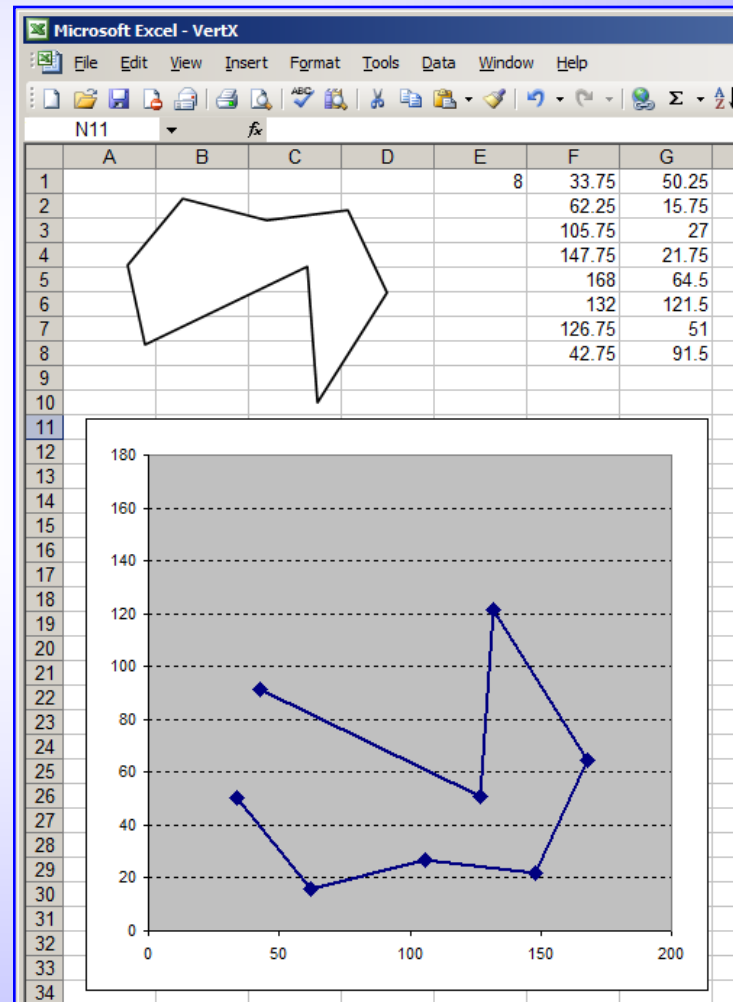 Microsoft Excel - VertX
File Edit View Insert Format Tools Data Window Help
ABC Σ A Z
N11 fx
A B C D E F G
1 8 33.75 50.25
2 62.25 15.75
3 105.75 27
4 147.75 21.75
5 168 64.5
6 132 121.5
7 126.75 51
8 42.75 91.5
9
10
11
12
13
14
15
16
17
18
19
20
21
22
23
24
25
26
27
28
29
30
31
32
33
34
180
160
140
120
100
80
60
40
20
0
0 50 100 150 200